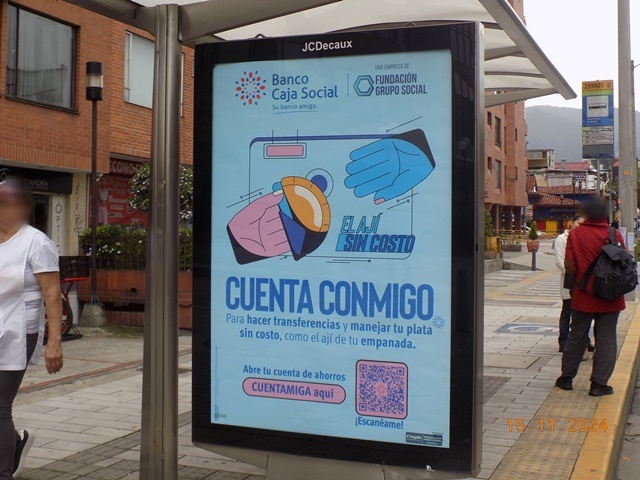 JCDecaux
Banco
Caja Social
Su banco amigo.
UNA EMPRESA DE
FUNDACIÓN
GRUPO SOCIAL
EL AJÍ
SIN COSTO
CUENTA CONMIGO
Para hacer transferencias y manejar tu plata
sin costo, como el ají de tu empanada.
Abre tu cuenta de ahorros
CUENTAMIGA aquí
¡Escanéame!
15 11 2024